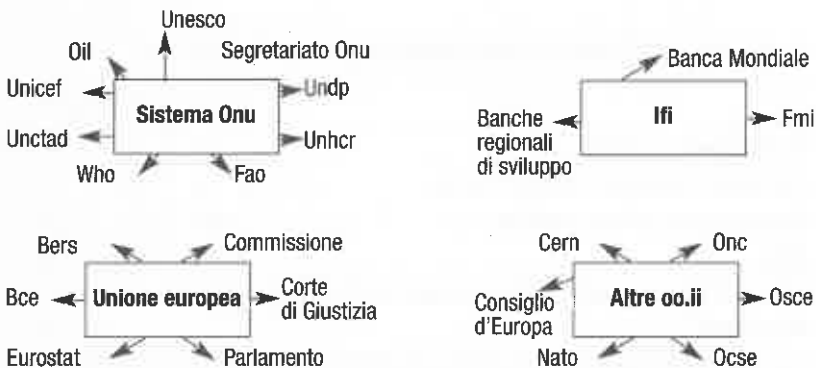 Unesco
Oil
Segretariato Onu
Unicef
Undp
Sistema Onu
Unctad
Unhcr
Who
Fao
Banca Mondiale
Ifi
Banche
regionali
di sviluppo
Fmi
Bers
Commissione
Bce
Unione europea
Corte
di Giustizia
Eurostat
Parlamento
Cern
Onc
Consiglio
d'Europa
Altre oo.ii
Osce
Nato
Ocse